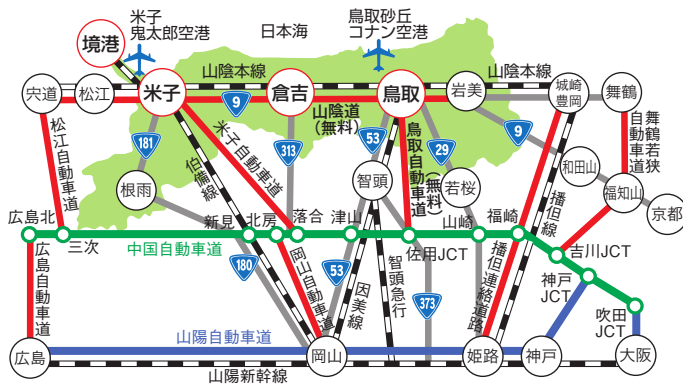 米子
鬼太郎空港
日本海
鳥取砂丘
コナン空港
境港
山陰本線
山陰本線
宍道
松江
米子
9
倉吉
山陰道
(無料)
鳥取
岩美
城崎
豊岡
舞鶴
松江自動車道
181
米子自動車道
313
53
鳥取自動車道
(無料)
29
9
舞鶴若狭
自動車道
和田山
伯備線
智頭
若桜
根雨
播但線
福知山
京都
広島北
三次
中国自動車道
新見
北房
落合
津山
佐用JCT
山崎
福崎
吉川JCT
広島自動車道
180
岡山自動車道
53
因美線
智頭急行
373
播但連絡道路
神戸
JCT
吹田
JCT
山陽自動車道
広島
岡山
姫路
神戸
大阪
山陽新幹線